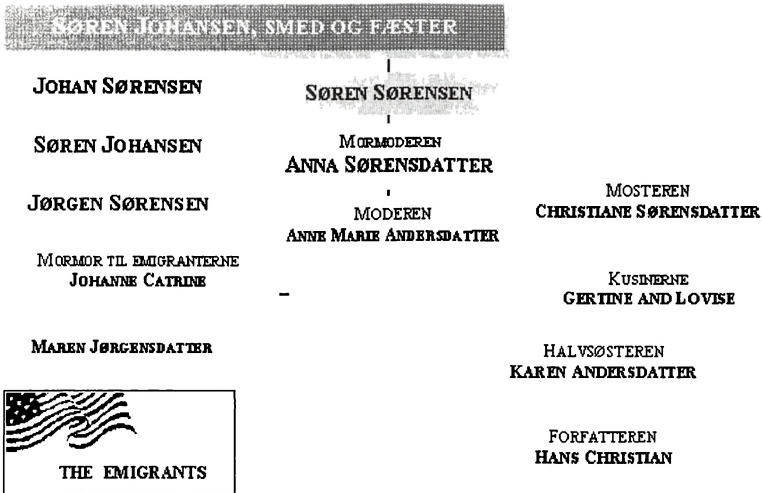 SØREN JOHANSEN, SMED OG FÆSTER
JOHAN SØRENSEN
SØREN SØRENSEN
SØREN JOHANSEN
MORMODEREN
ANNA SØRENSDATTER
JØRGEN SØRENSEN
MODEREN
ANNE MARIE ANDERSDATTER
MOSTEREN
CHRISTIANE SØRENSDATTER
MORMOR TIL EMIGRANTERNE
JOHANNE CATRINE
KUSINERNE
GERTINE AND LOVISE
MAREN JØRGENSDATTER
HALVSØSTEREN
KAREN ANDERSDATTER
THE EMIGRANTS
FORFATTEREN
HANS CHRISTIAN